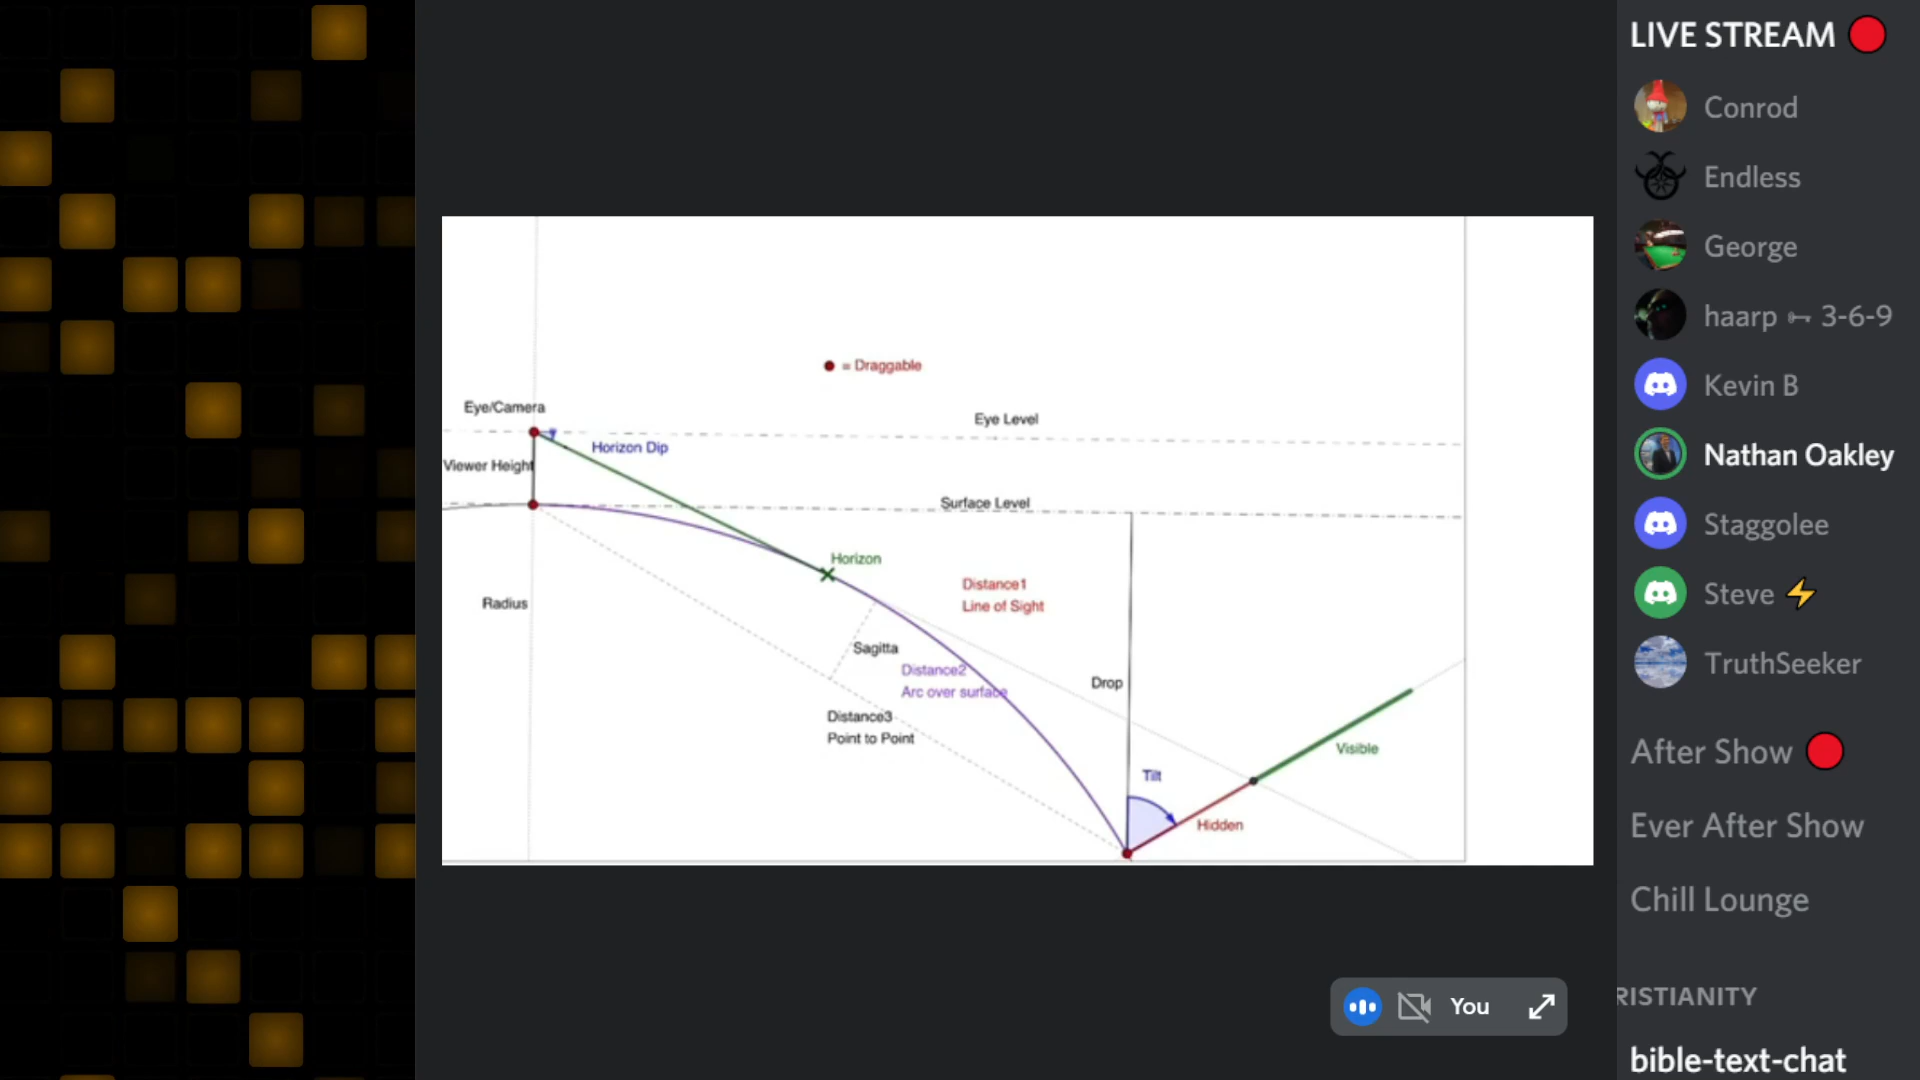 = Draggable
Eye/Camera
Eye Level
Horizon Dip
Viewer Height
Surface Level
Horizon
Distance1
Line of Sight
Radius
Sagitta
Distance2
Arc over surface
Drop
Distance3
Point to Point
Tilt
Visible
Hidden
You
LIVE STREAM
Conrod
Endless
George
haarp 3-6-9
Kevin B
Nathan Oakley
Staggolee
Steve
TruthSeeker
After Show
Ever After Show
Chill Lounge
RISTIANITY
bible-text-chat